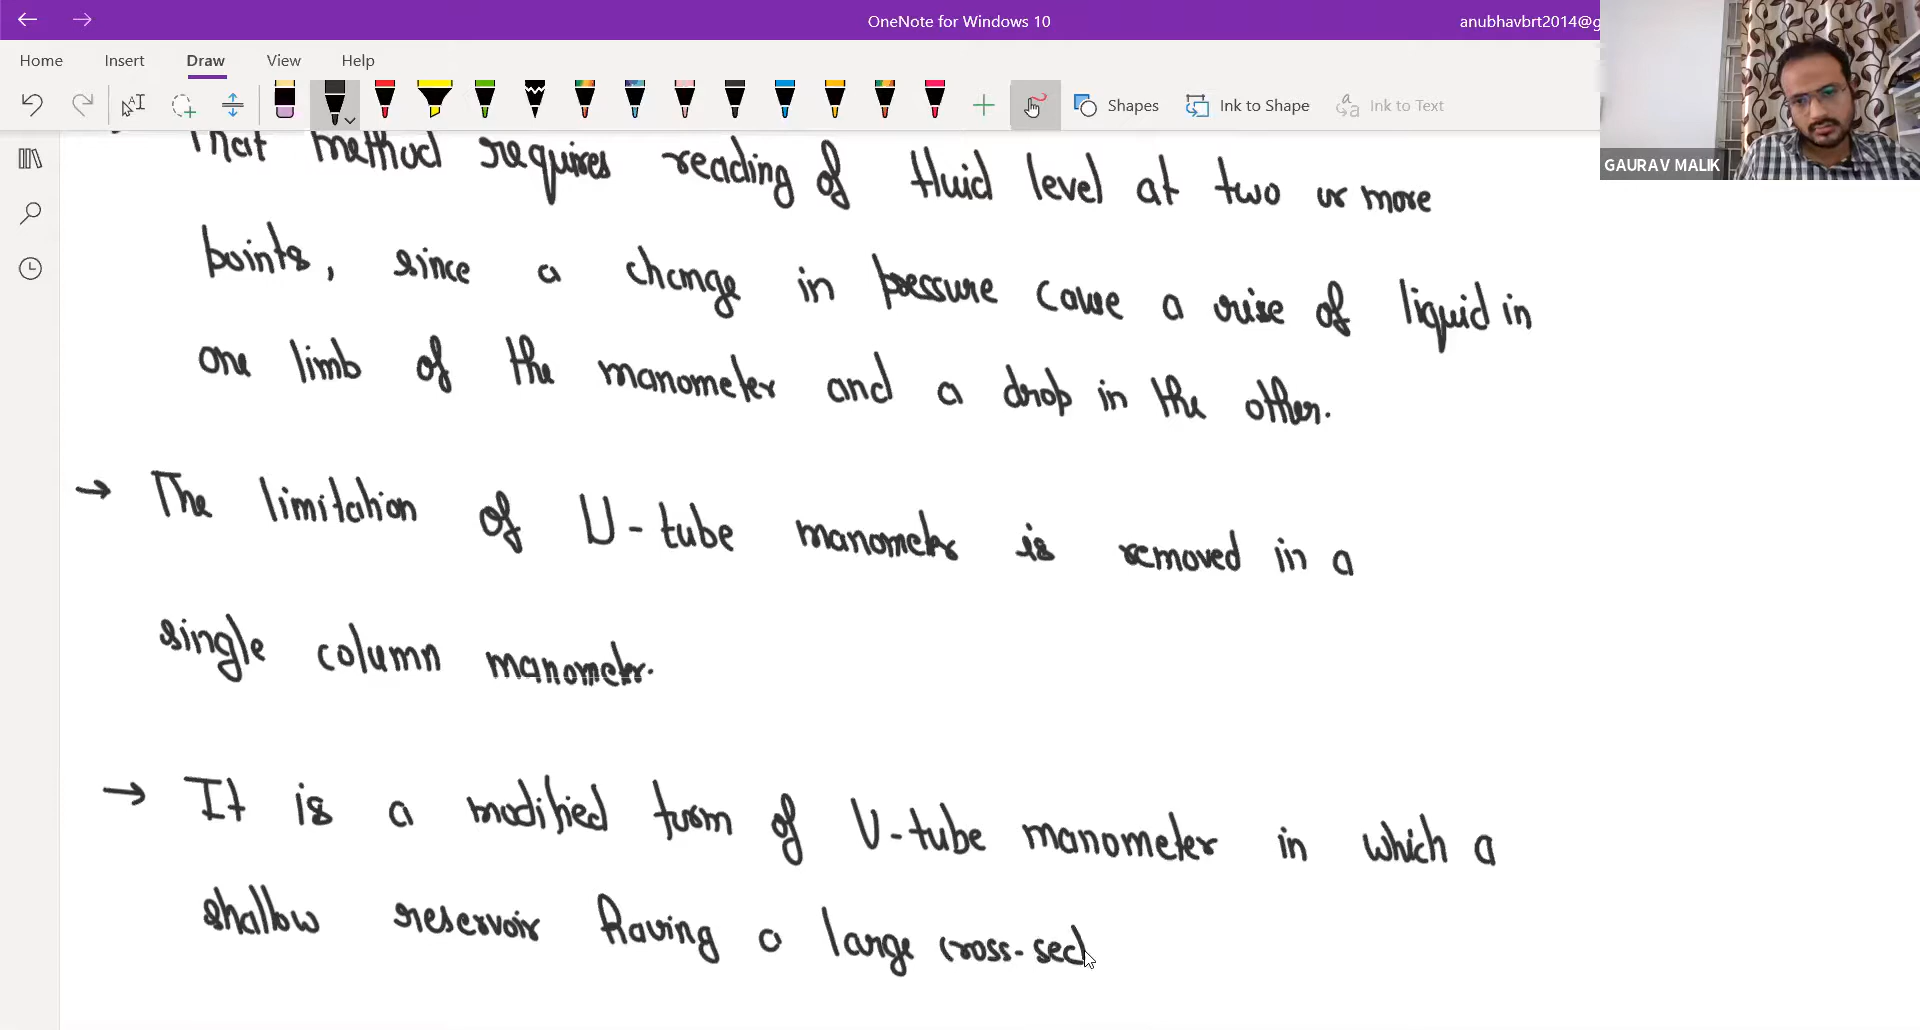 OneNote for Windows 10
anubhavbrt2014@g
Home Insert Draw View Help
Shapes Ink to Shape Ink to Text
GAURAV MALIK
That method requires reading of fluid level at two or more
points, since a change in pressure cause a rise of liquid in
one limb of the manometer and a drop in the other.
→ The limitation of U-tube manometer is removed in a
single column manometer.
→ It is a modified form of U-tube manometer in which a
shallow reservoir having a large cross-sect